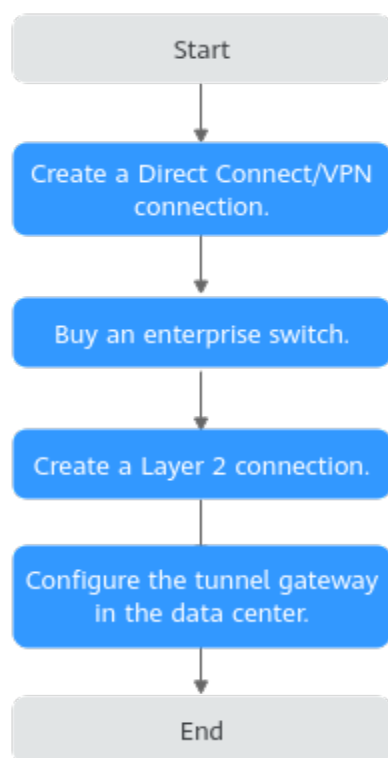 Start
Create a Direct Connect/VPN
connection.
Buy an enterprise switch.
Create a Layer 2 connection.
Configure the tunnel gateway
in the data center.
End